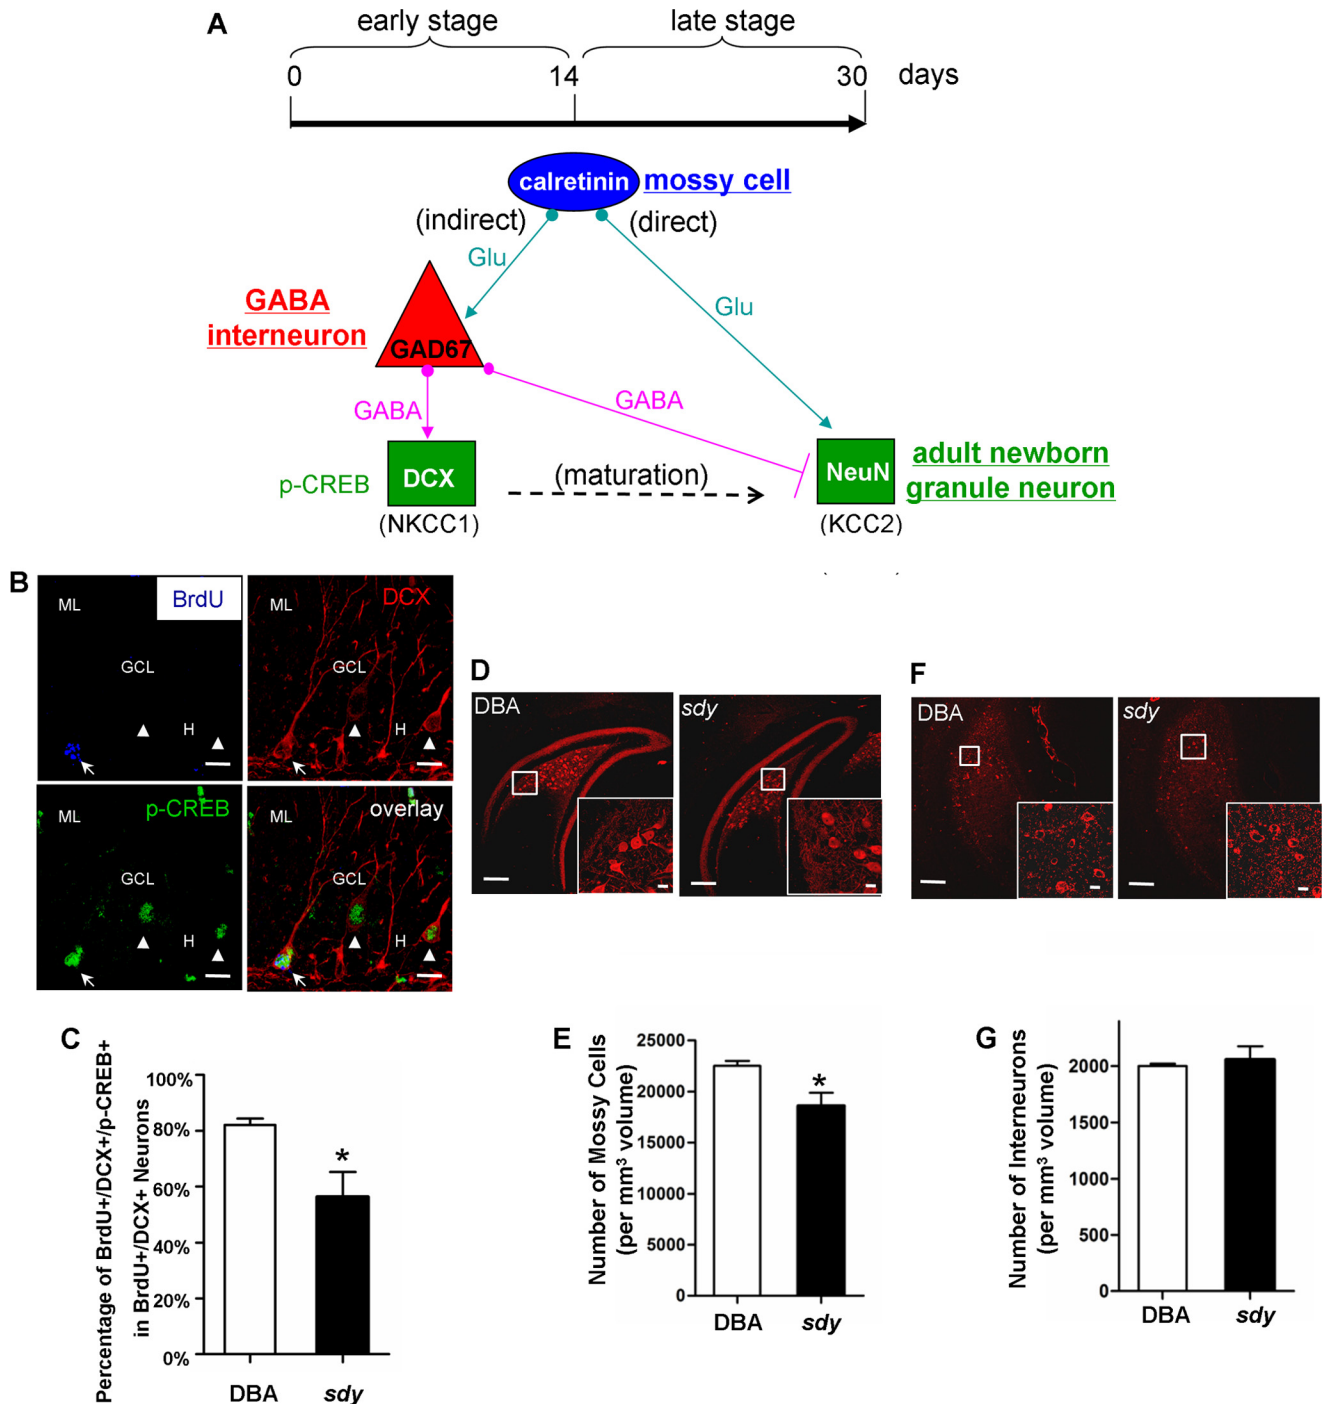 A
early stage
late stage
0
14
30
days
calretinin
mossy cell
(indirect)
(direct)
Glu
Glu
GABA
interneuron
GAD67
GABA
GABA
p-CREB
DCX
(NKCC1)
(maturation)
NeuN
(KCC2)
adult newborn
granule neuron
B
ML
BrdU
GCL
H
ML
DCX
GCL
H
ML
p-CREB
GCL
H
ML
overlay
GCL
H
D
DBA
sdy
F
DBA
sdy
C
Percentage of BrdU+/DCX+/p-CREB+
in BrdU+/DCX+ Neurons
100%
80%
60%
40%
20%
0%
*
DBA
sdy
E
Number of Mossy Cells
(per mm³ volume)
25000
20000
15000
10000
5000
0
*
DBA
sdy
G
Number of Interneurons
(per mm³ volume)
2000
1500
1000
500
0
DBA
sdy